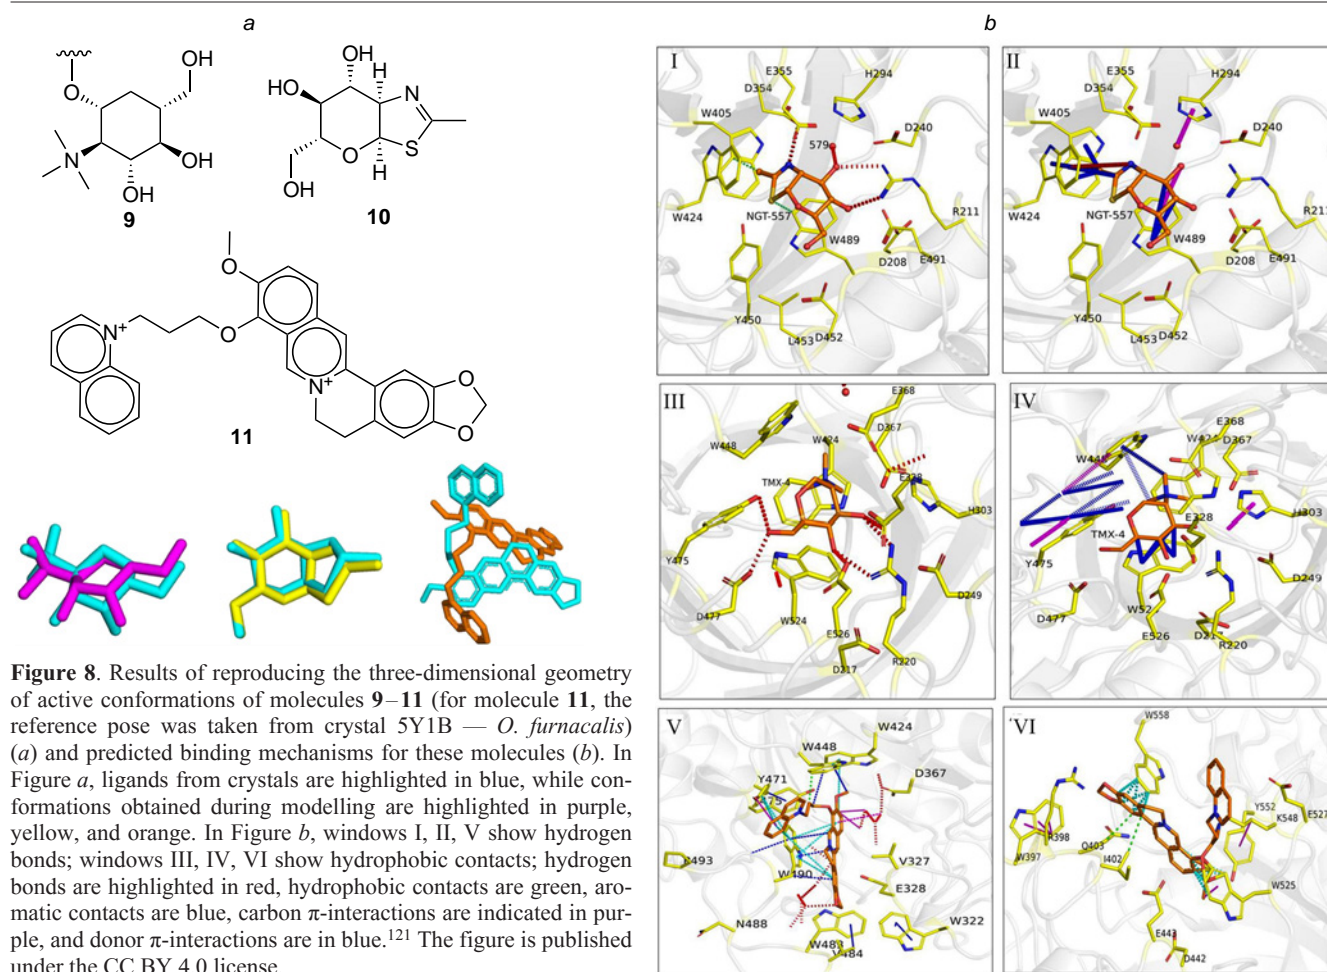 a
b
OH
O
N
OH
OH
9
OH
HO
H
N
S
O
H
OH
10
O
N+
O
N+
O
O
11
I
E355
D354
H294
W405
D240
579
W424
NGT-557
R211
W489
D208
E491
Y450
L453
D452
II
E355
D354
H294
W405
D240
W424
NGT-557
R211
W489
D208
E491
Y450
L453
D452
III
E368
W448
W424
D367
TMX-4
E328
H303
Y475
D249
D477
W524
E526
D217
R220
IV
E368
D367
TMX-4
E328
H303
Y475
D249
D477
E526
R220
V
W424
W448
Y471
D367
V327
W490
E328
N488
W322
W483
VI
W558
R398
Y552
E527
K548
Q403
W397
I402
W525
E443
D442
Figure 8. Results of reproducing the three-dimensional geometry
of active conformations of molecules 9–11 (for molecule 11, the
reference pose was taken from crystal 5Y1B — O. furnacalis)
(a) and predicted binding mechanisms for these molecules (b). In
Figure a, ligands from crystals are highlighted in blue, while con-
formations obtained during modelling are highlighted in purple,
yellow, and orange. In Figure b, windows I, II, V show hydrogen
bonds; windows III, IV, VI show hydrophobic contacts; hydrogen
bonds are highlighted in red, hydrophobic contacts are green, aro-
matic contacts are blue, carbon π-interactions are indicated in pur-
ple, and donor π-interactions are in blue.121 The figure is published
under the CC BY 4.0 license